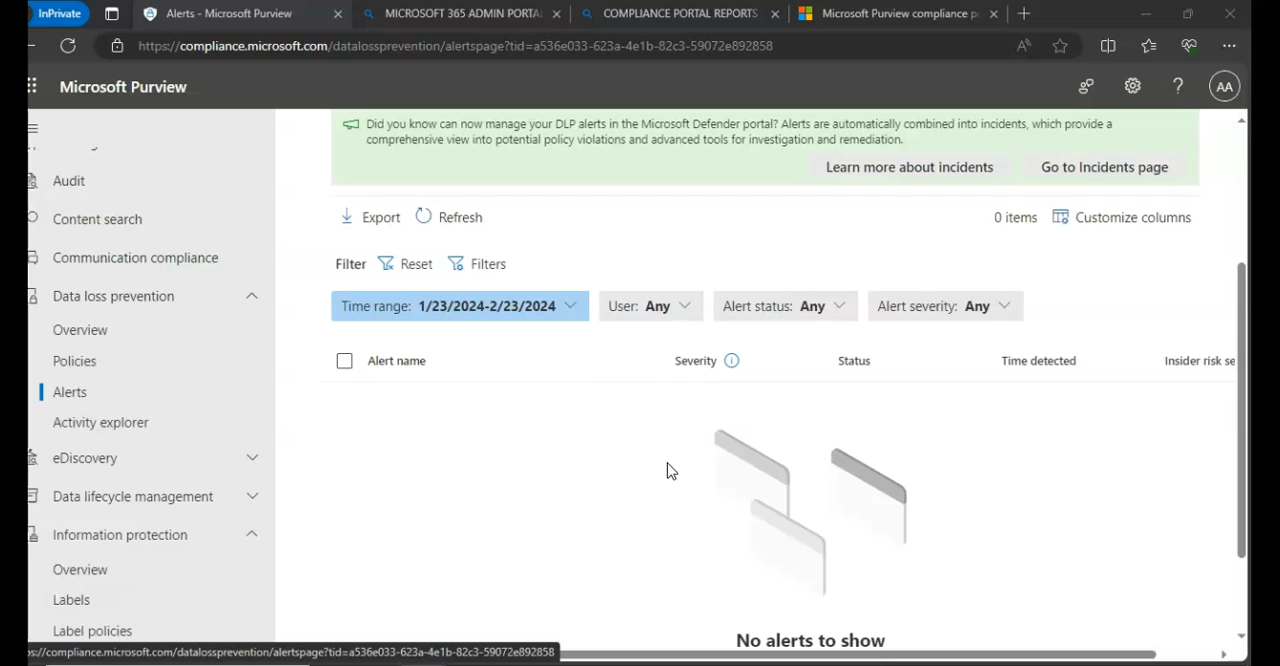 InPrivate
Alerts - Microsoft Purview
MICROSOFT 365 ADMIN PORTA
COMPLIANCE PORTAL REPORTS
Microsoft Purview compliance p
https://compliance.microsoft.com/datalossprevention/alertspage?tid=a536e033-623a-4e1b-82c3-59072e892858
Microsoft Purview
AA
Did you know can now manage your DLP alerts in the Microsoft Defender portal? Alerts are automatically combined into incidents, which provide a
comprehensive view into potential policy violations and advanced tools for investigation and remediation.
Learn more about incidents
Go to Incidents page
Audit
Content search
Communication compliance
Data loss prevention
Overview
Policies
Alerts
Activity explorer
eDiscovery
Data lifecycle management
Information protection
Overview
Labels
Label policies
Export
Refresh
0 items
Customize columns
Filter
Reset
Filters
Time range: 1/23/2024-2/23/2024
User: Any
Alert status: Any
Alert severity: Any
Alert name
Severity
Status
Time detected
Insider risk se
No alerts to show
s://compliance.microsoft.com/datalossprevention/alertspage?tid=a536e033-623a-4e1b-82c3-59072e892858